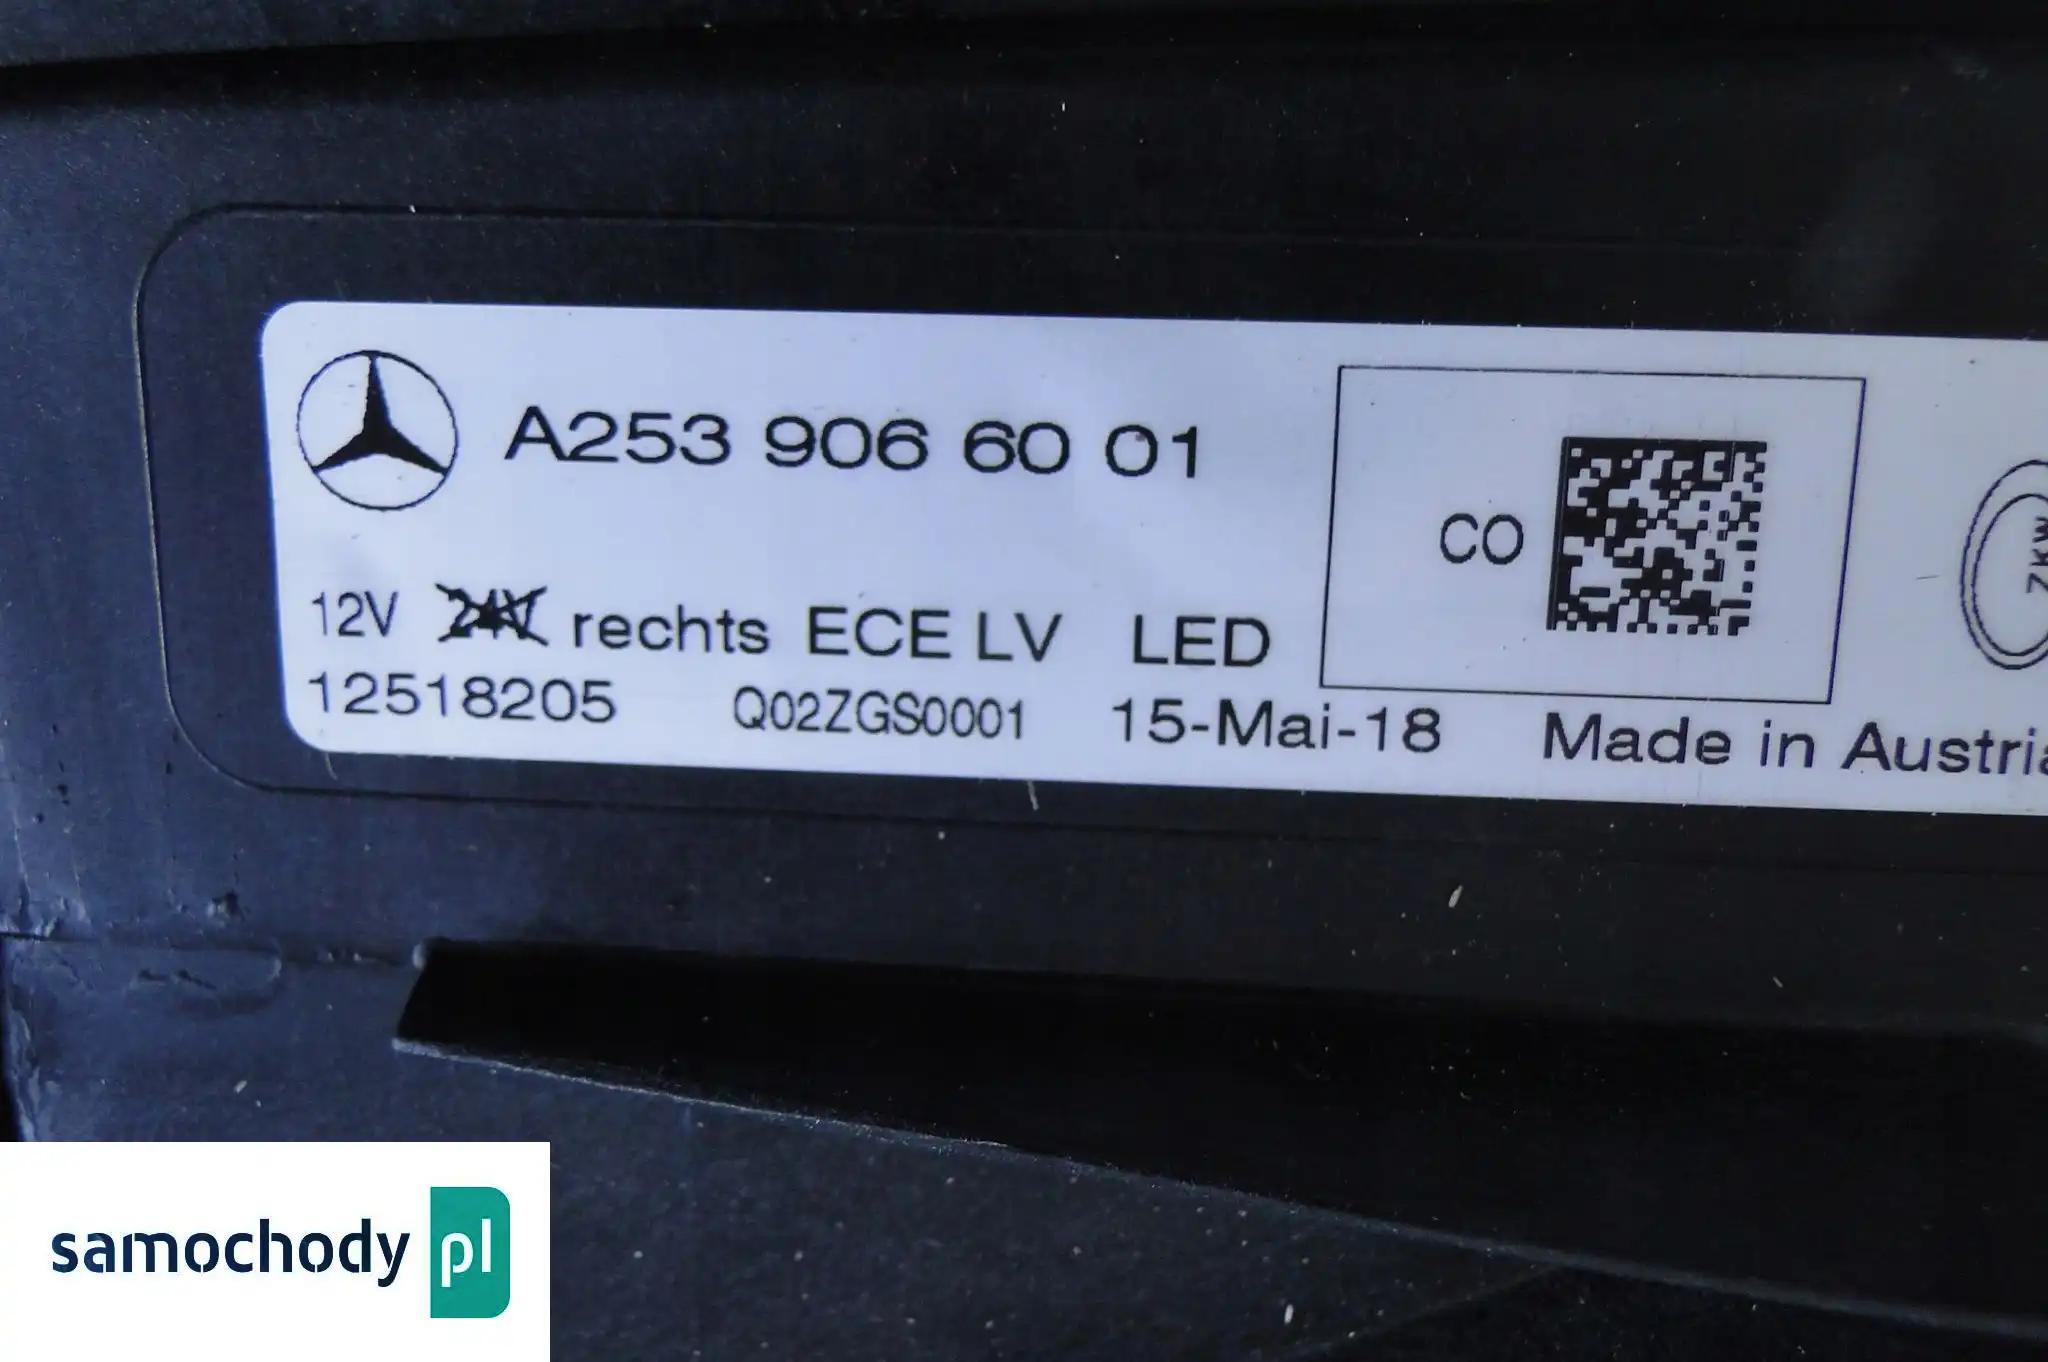 A253 906 60 01
CO
ZKW
12V 24V rechts ECE LV LED
12518205 Q02ZGS0001 15-Mai-18 Made in Austria
samochody pl